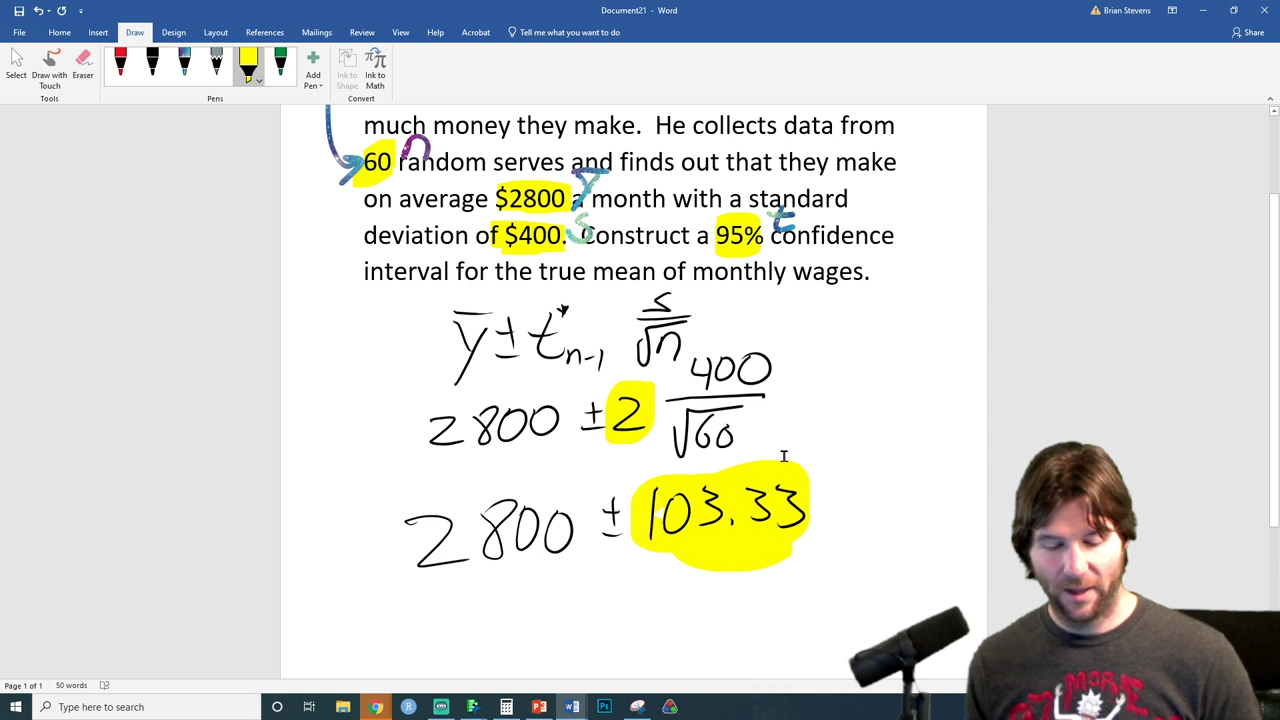 Document21 - Word
Brian Stevens
File Home Insert Draw Design Layout References Mailings Review View Help Acrobat Tell me what you want to do Share
Select Draw with Touch Eraser Add Pen Ink to Shape Ink to Math
Tools Pens Convert
much money they make. He collects data from
60 random serves and finds out that they make
n
on average $2800 a month with a standard
ȳ
deviation of $400. Construct a 95% confidence
s t
interval for the true mean of monthly wages.
ȳ ± t*n-1 s/√n
2800 ± 2 400/√60
2800 ± 103.33
MORE
Page 1 of 1 50 words
Type here to search